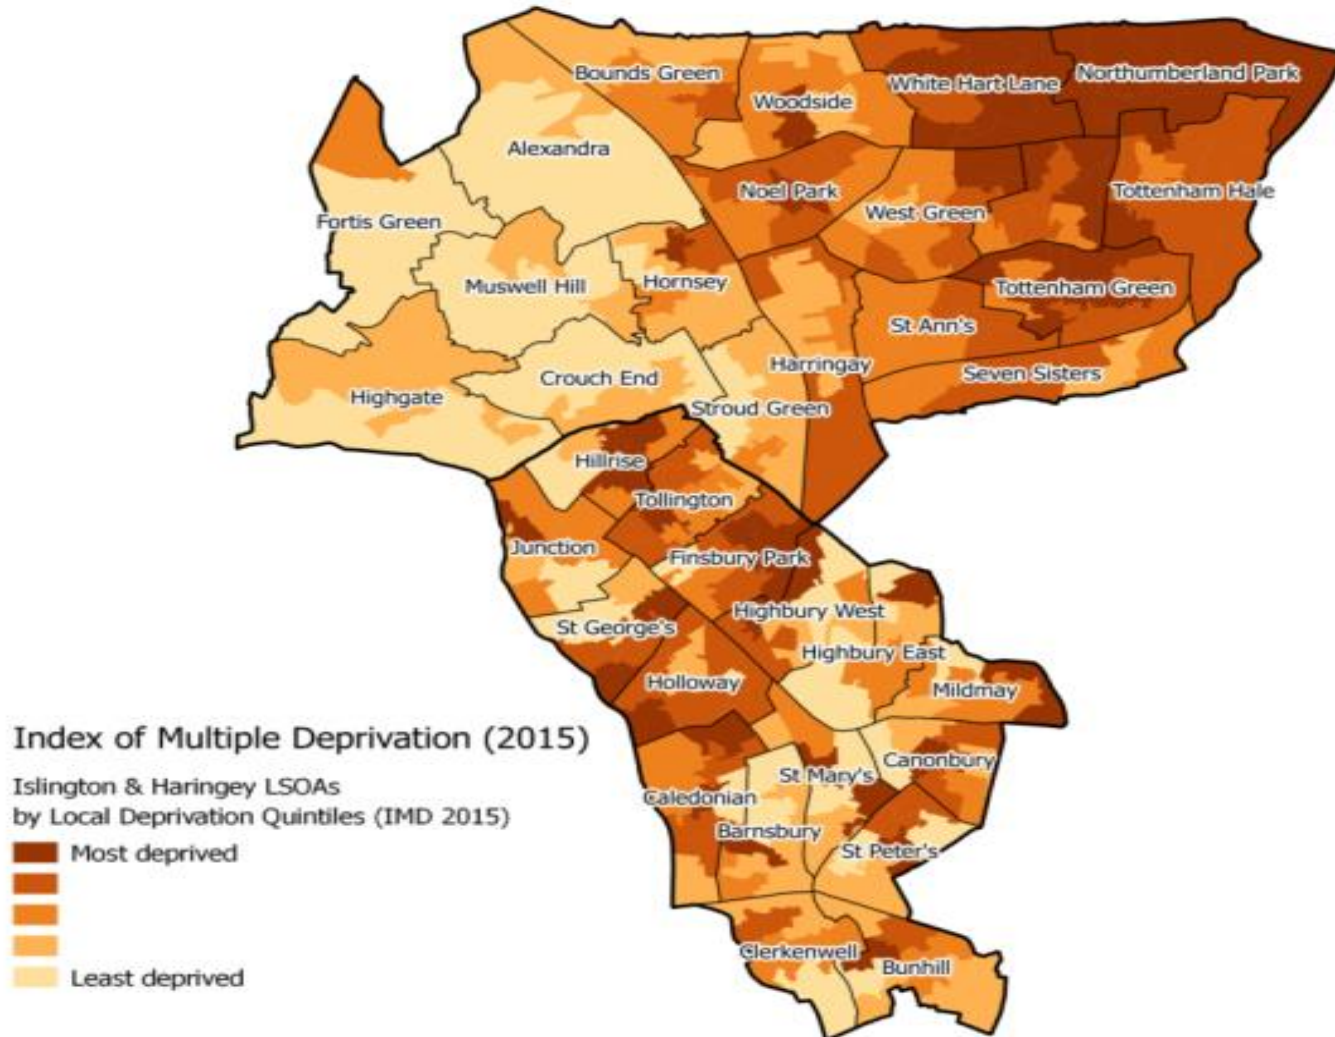 Bounds Green
Woodside
White Hart Lane
Northumberland Park
Alexandra
Noel Park
West Green
Tottenham Hale
Fortis Green
Muswell Hill
Hornsey
Tottenham Green
St Ann's
Harringay
Seven Sisters
Crouch End
Highgate
Stroud Green
Hillrise
Tollington
Junction
Finsbury Park
Highbury West
St George's
Highbury East
Holloway
Mildmay
Canonbury
St Mary's
Caledonian
Barnsbury
St Peter's
Clerkenwell
Bunhill
Index of Multiple Deprivation (2015)
Islington & Haringey LSOAs
by Local Deprivation Quintiles (IMD 2015)
Most deprived
Least deprived